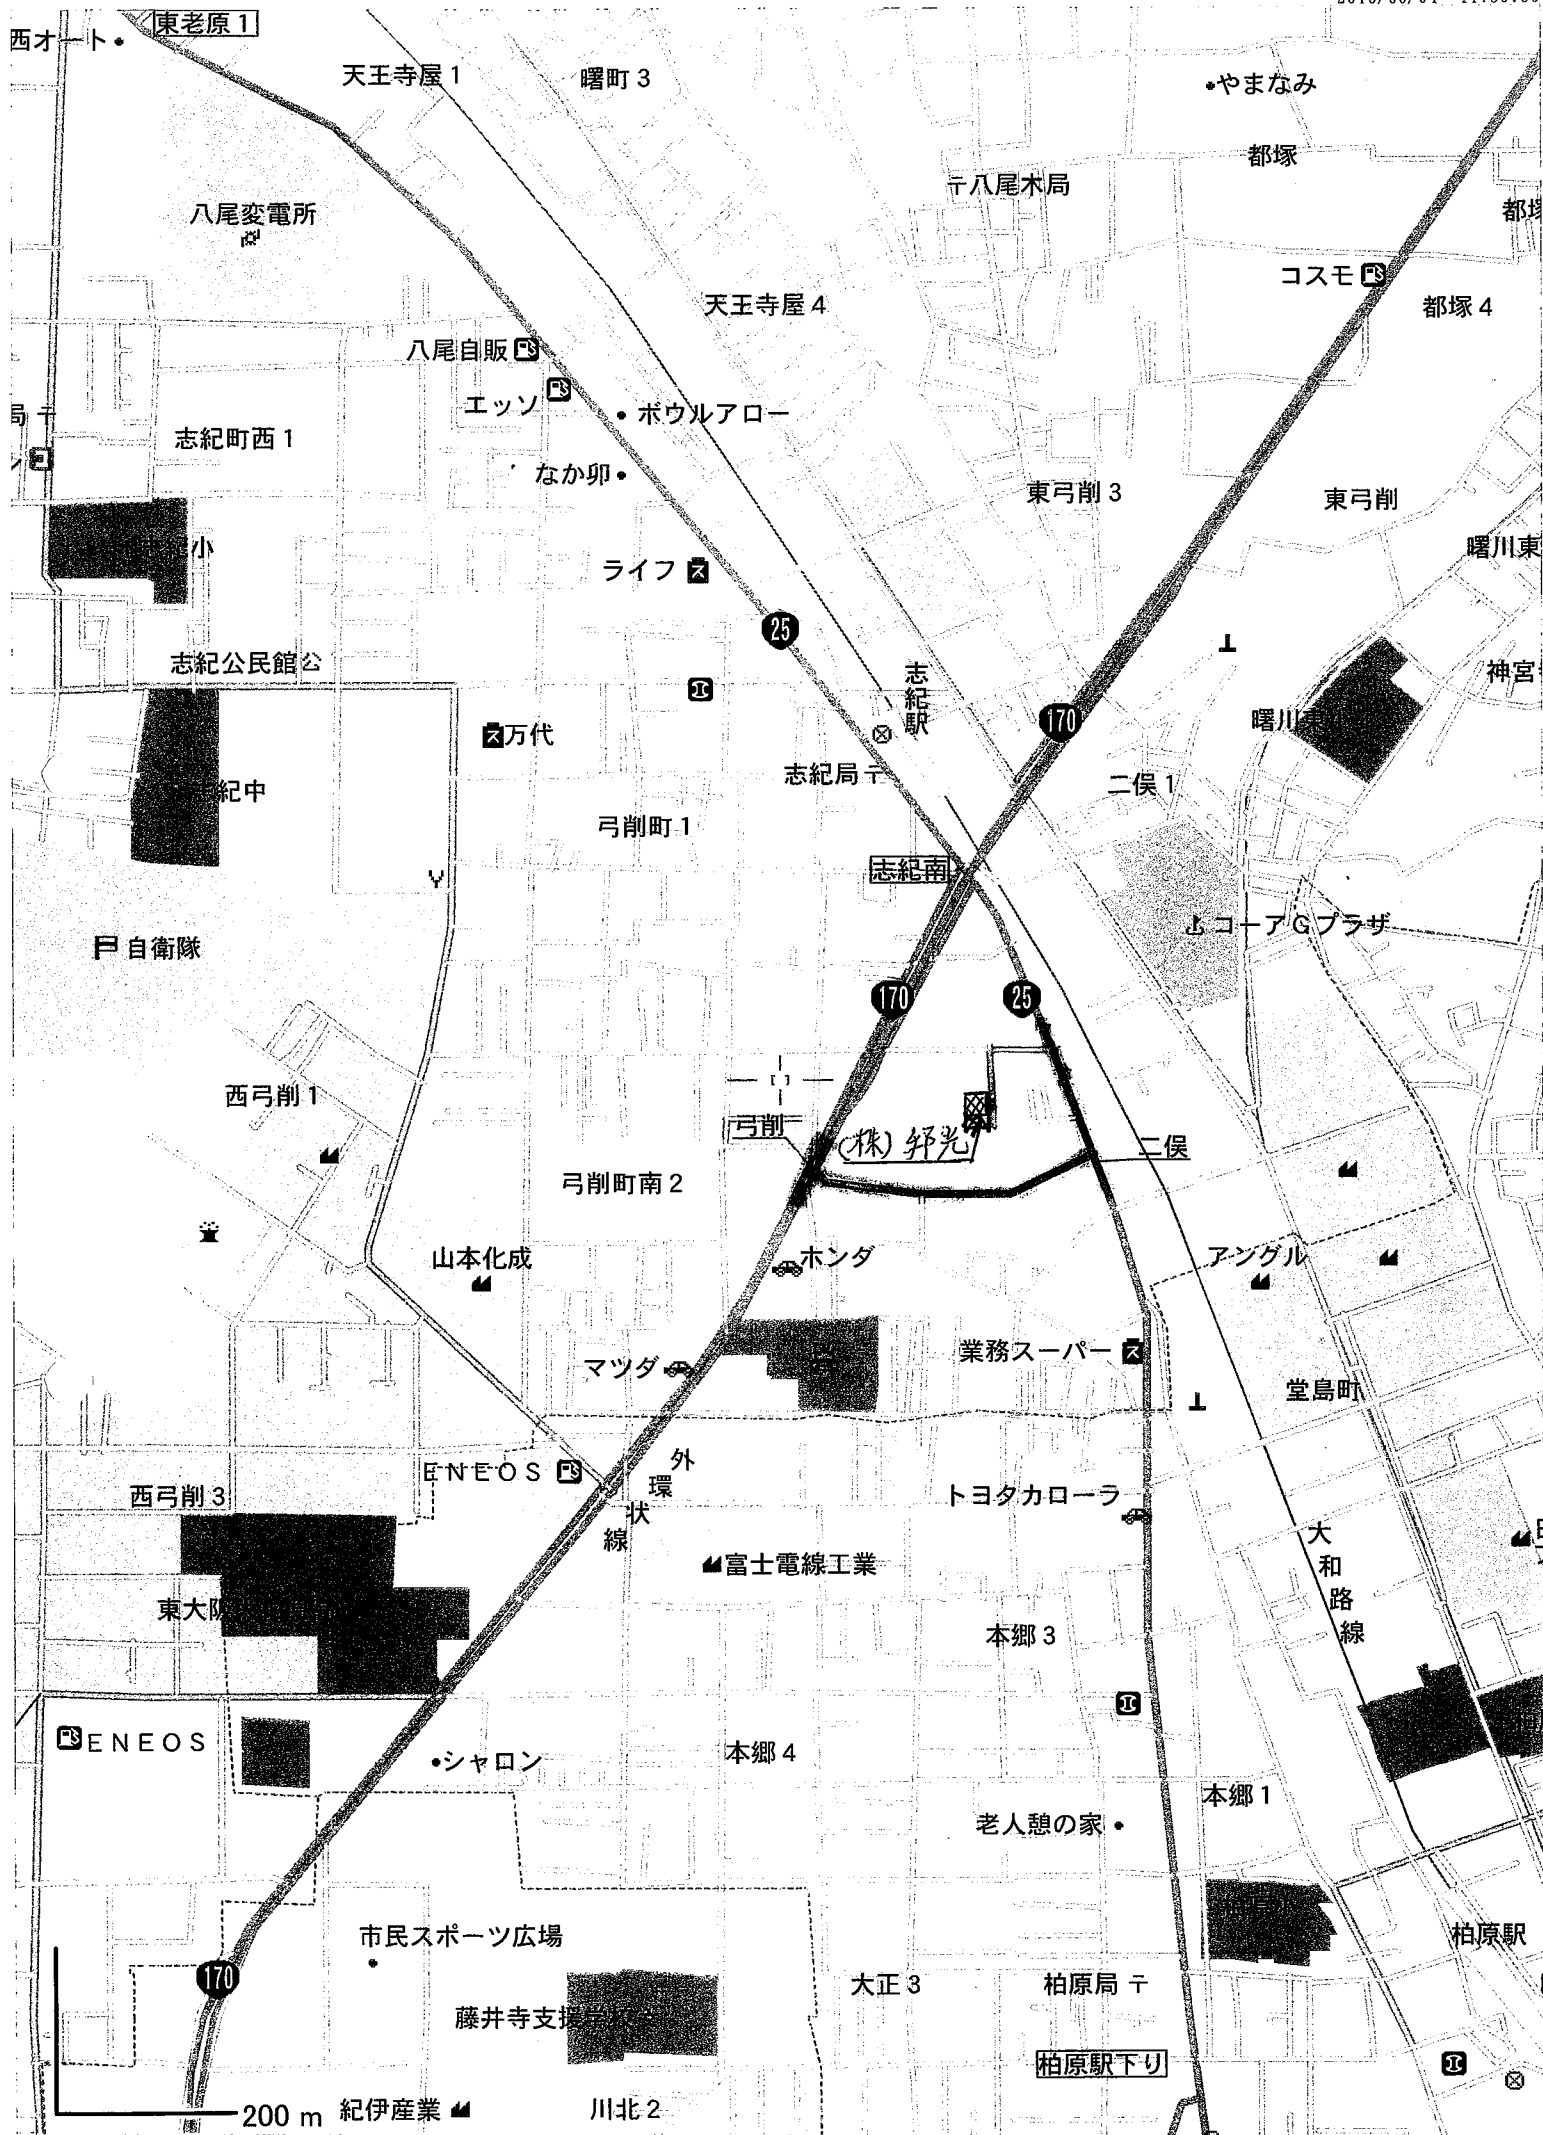 東老原1
西オート
天王寺屋1
曙町3
やまなみ
都塚
〒八尾木局
八尾変電所
コスモ
天王寺屋4
都塚4
八尾自販
エッソ
ボウルアロー
局〒
志紀町西1
なか卯
東弓削3
東弓削
小
曙川東
ライフ
25
志紀公民館
志紀駅
神宮
170
曙川東
万代
志紀局〒
二俣1
紀中
弓削町1
志紀南
コーアGプラザ
自衛隊
170
25
西弓削1
弓削
(株)邦光
二俣
弓削町南2
山本化成
ホンダ
アングル
業務スーパー
マツダ
堂島町
外環状線
ENEOS
西弓削3
トヨタカローラ
大和路線
富士電線工業
東大阪
本郷3
ENEOS
シャロン
本郷4
本郷1
老人憩の家
市民スポーツ広場
柏原駅
170
大正3
柏原局〒
藤井寺支援学校
柏原駅下り
200m
紀伊産業
川北2